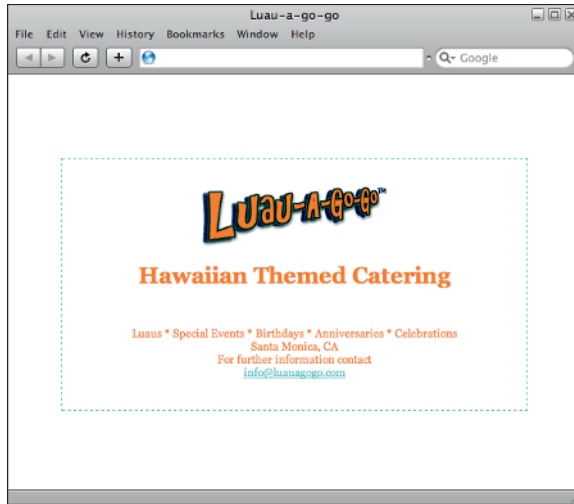 Luau-a-go-go
File Edit View History Bookmarks Window Help
Google
LUAU-A-GO-GO™
Hawaiian Themed Catering
Luaus * Special Events * Birthdays * Anniversaries * Celebrations
Santa Monica, CA
For further information contact
info@luauagogo.com